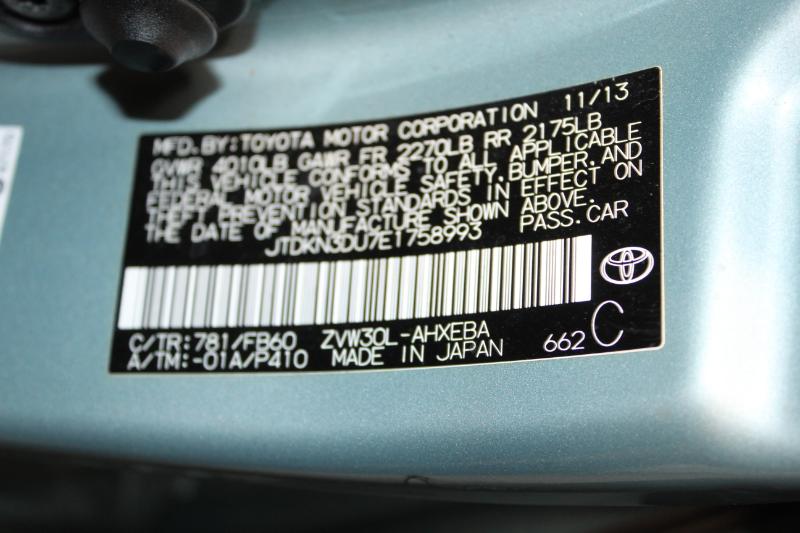 MFD.BY:TOYOTA MOTOR CORPORATION 11/13
GVWR 4010LB GAWR FR 2270LB RR 2175LB
THIS VEHICLE CONFORMS TO ALL APPLICABLE
FEDERAL MOTOR VEHICLE SAFETY,BUMPER,AND
THEFT PREVENTION STANDARDS IN EFFECT ON
THE DATE OF MANUFACTURE SHOWN ABOVE.
JTDKN3DU7E1758993 PASS.CAR
C/TR:781/FB60 ZVW30L-AHXEBA
A/TM:-01A/P410 MADE IN JAPAN 662 C